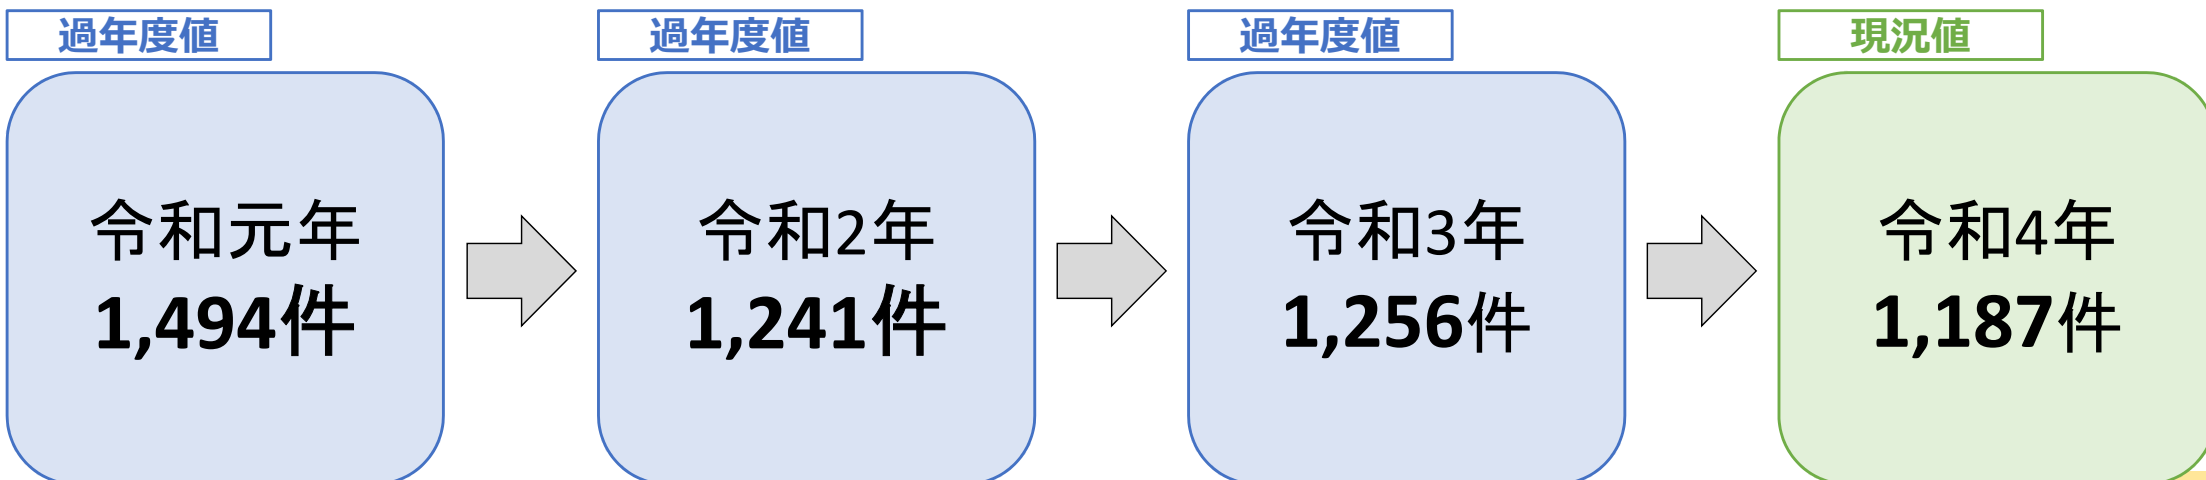 過年度値
令和元年
1,494件
過年度値
令和2年
1,241件
過年度値
令和3年
1,256件
現況値
令和4年
1,187件